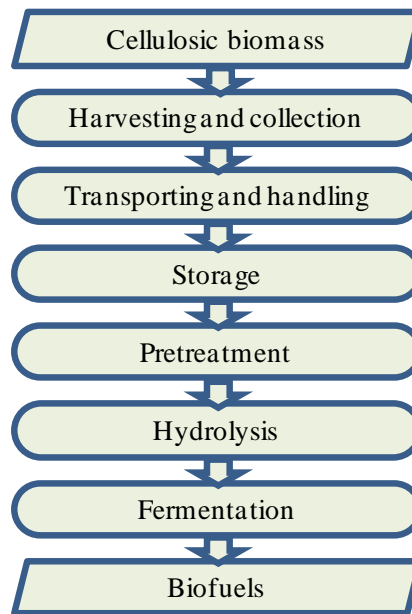 Cellulosic biomass
Harvesting and collection
Transporting and handling
Storage
Pretreatment
Hydrolysis
Fermentation
Biofuels